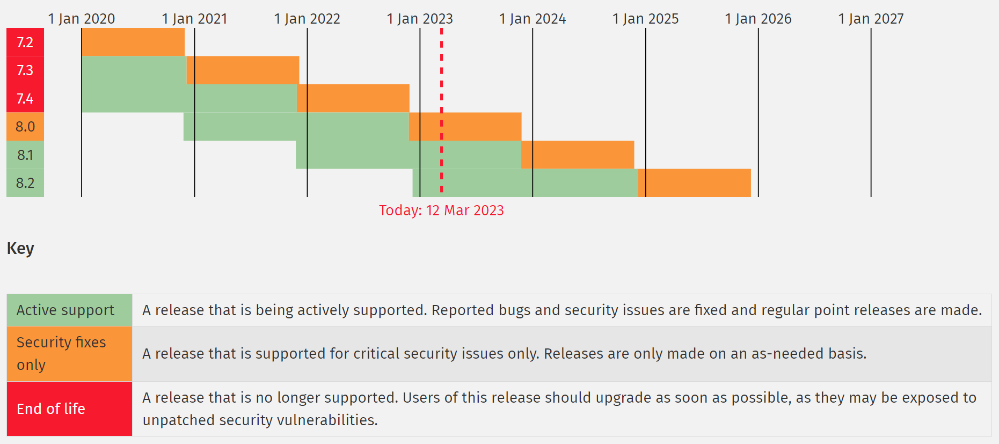 1 Jan 2020 1 Jan 2021 1 Jan 2022 1 Jan 2023 1 Jan 2024 1 Jan 2025 1 Jan 2026 1 Jan 2027
7.2
7.3
7.4
8.0
8.1
8.2
Today: 12 Mar 2023
Key
Active support
A release that is being actively supported. Reported bugs and security issues are fixed and regular point releases are made.
Security fixes
only
A release that is supported for critical security issues only. Releases are only made on an as-needed basis.
End of life
A release that is no longer supported. Users of this release should upgrade as soon as possible, as they may be exposed to
unpatched security vulnerabilities.